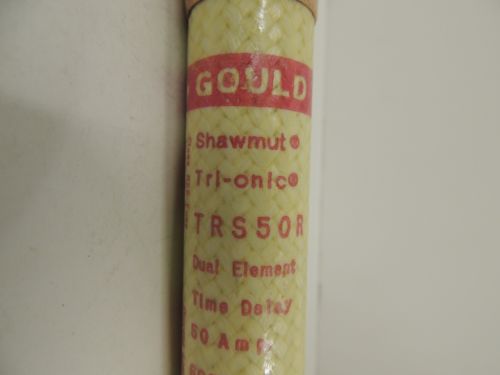 GOULD
Shawmut®
Tri-onic®
TRS50R
Dual Element
Time Delay
50 Amp